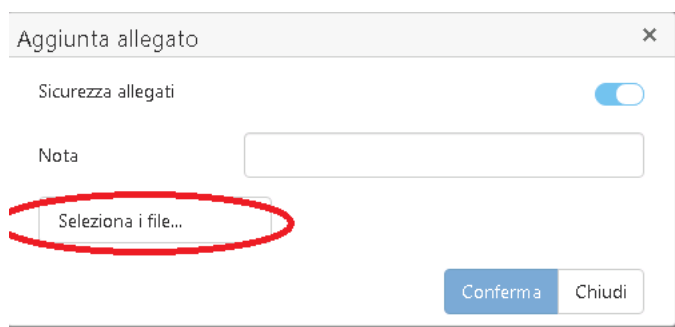 Aggiunta allegato ×
Sicurezza allegati
Nota
Seleziona i file...
Conferma Chiudi